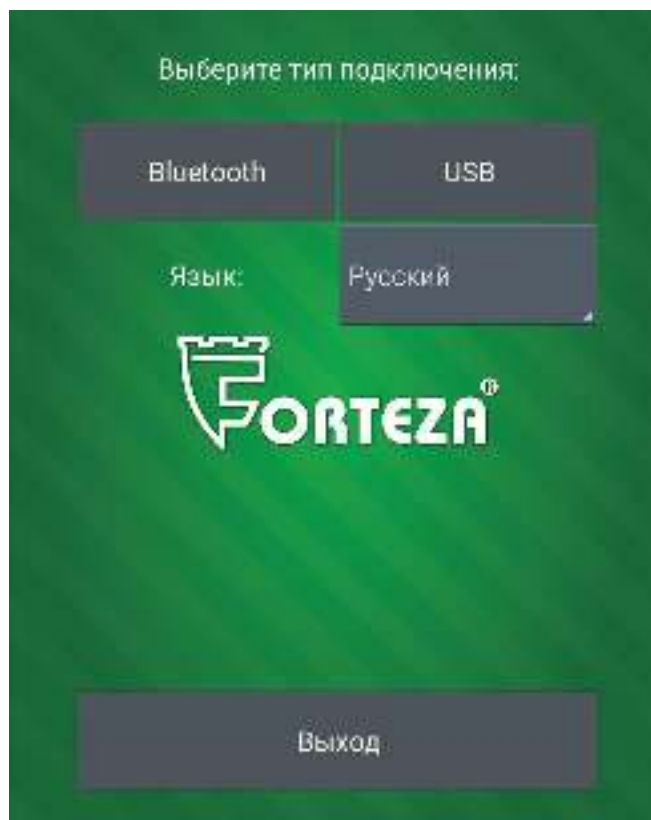 Выберите тип подключения:
Bluetooth USB
Язык: Русский
FORTEZA®
Выход